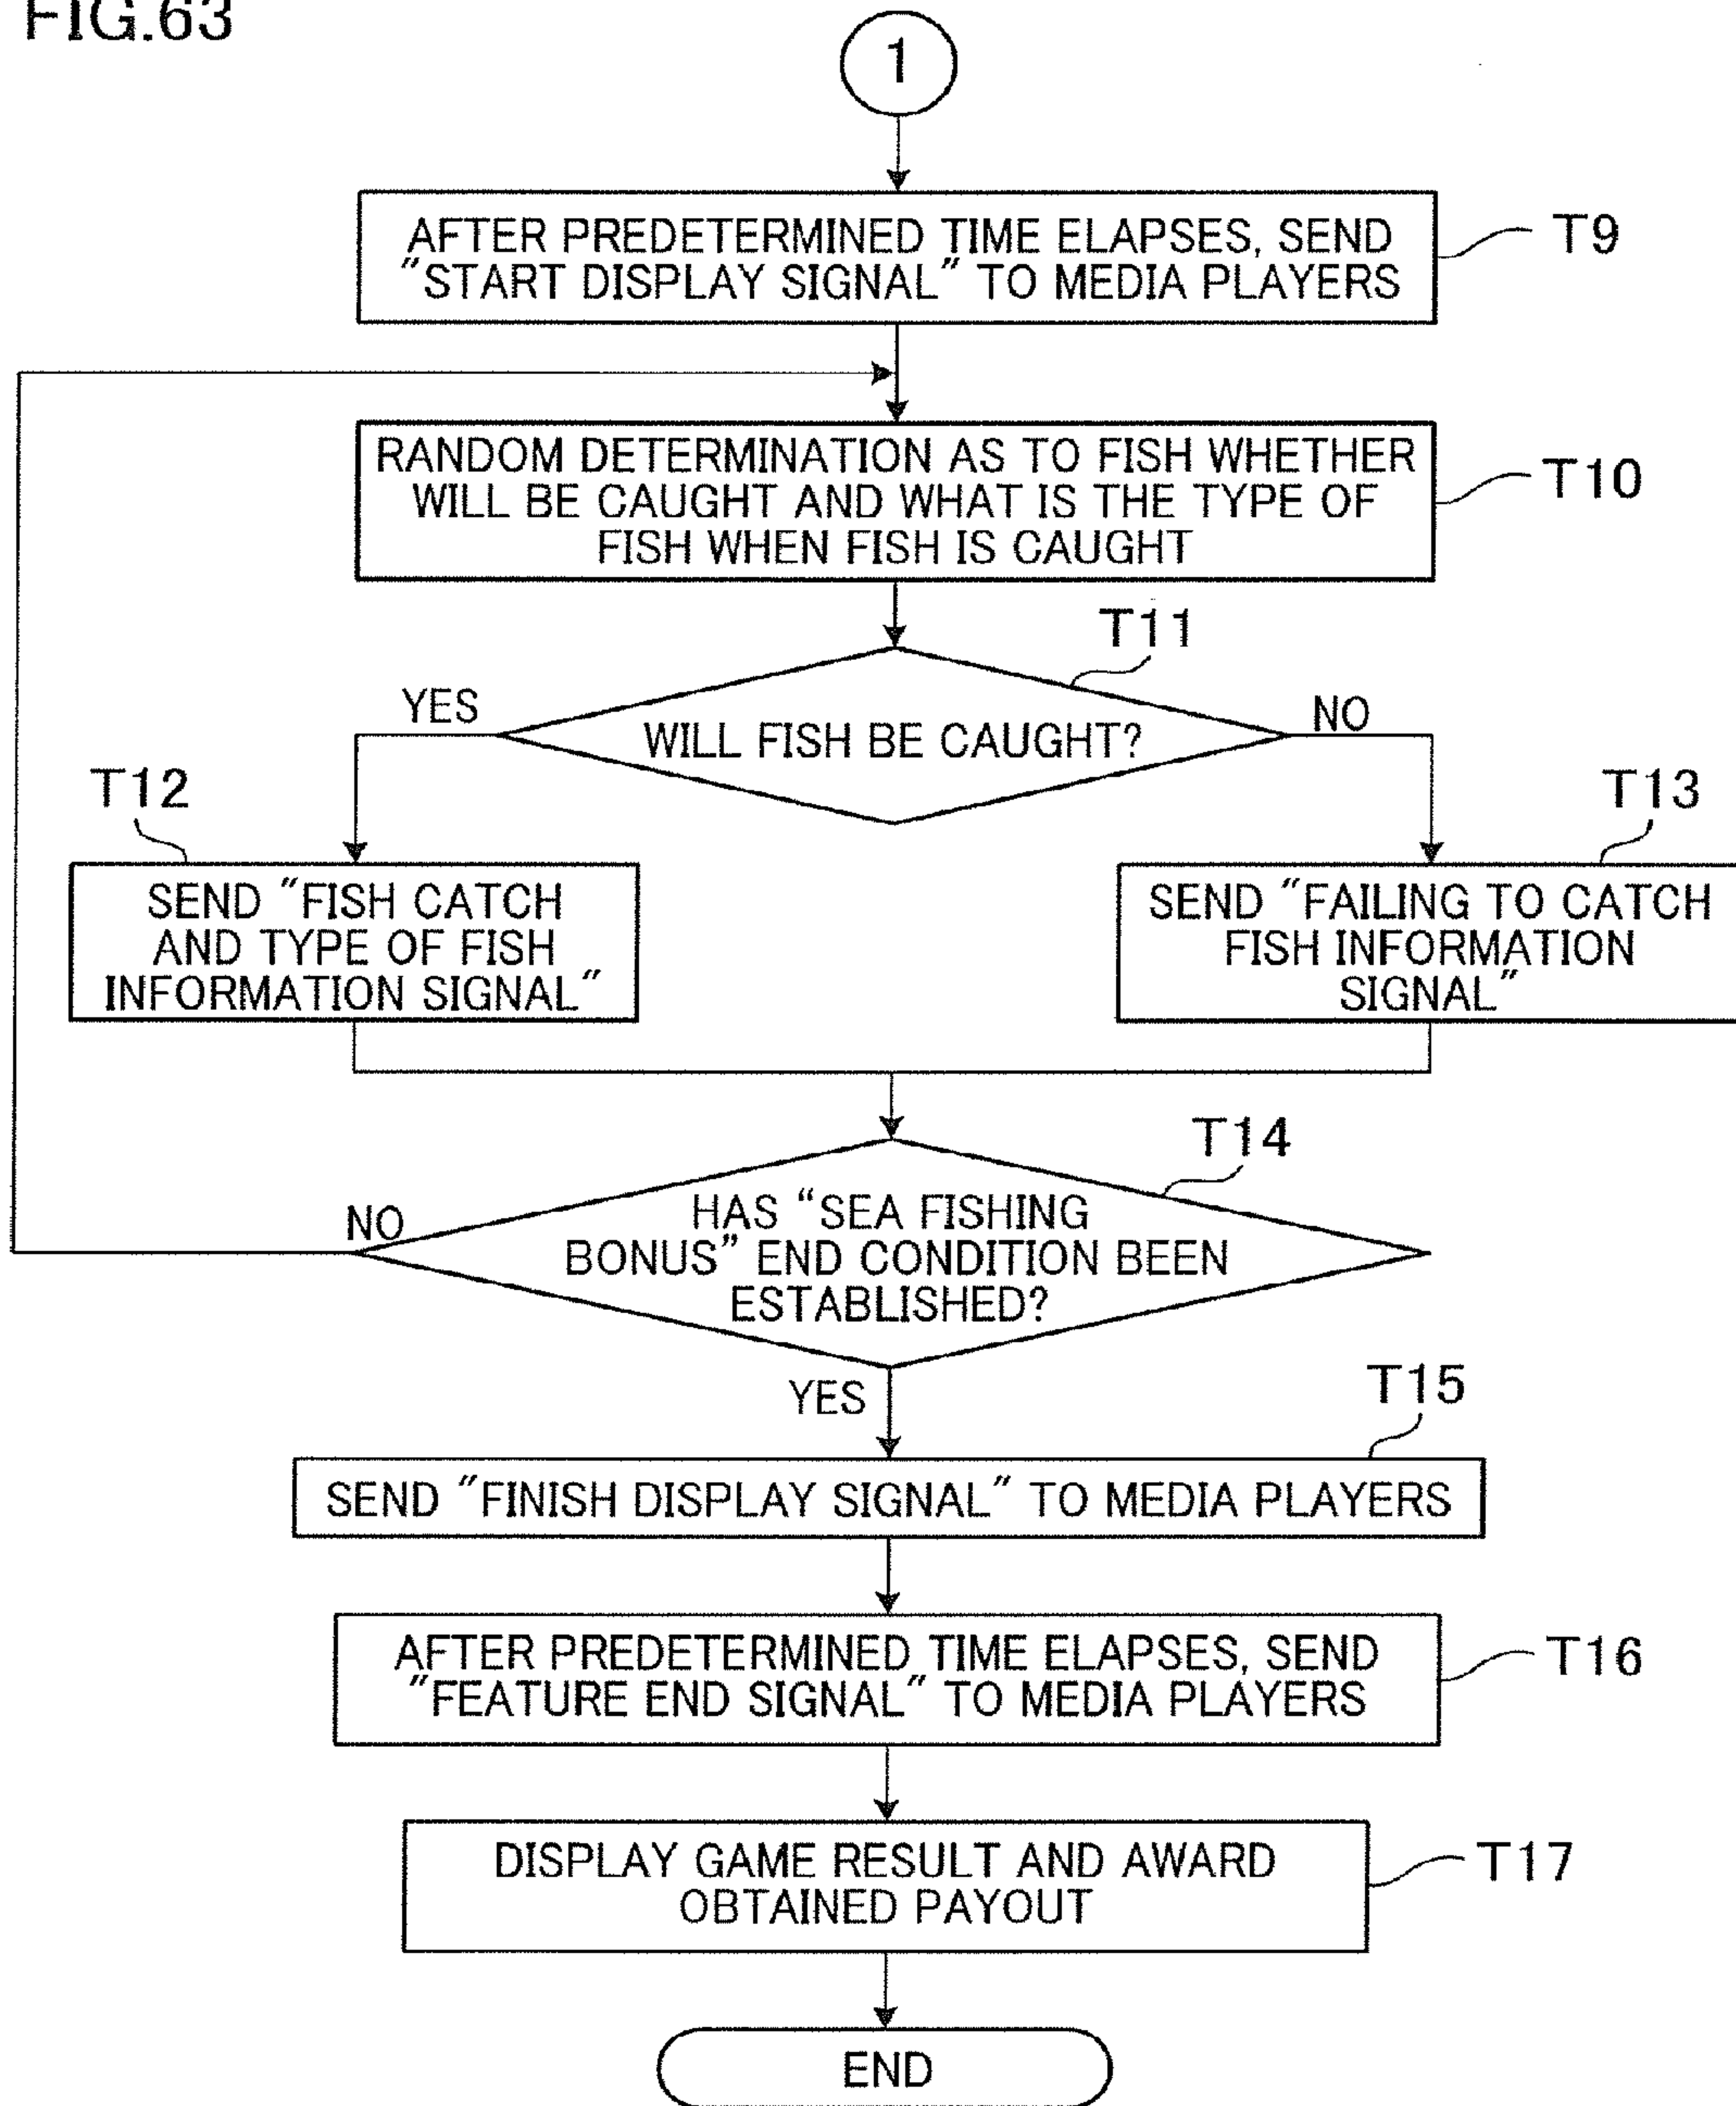 FIG.63
1
AFTER PREDETERMINED TIME ELAPSES, SEND
"START DISPLAY SIGNAL" TO MEDIA PLAYERS
T9
RANDOM DETERMINATION AS TO FISH WHETHER
WILL BE CAUGHT AND WHAT IS THE TYPE OF
FISH WHEN FISH IS CAUGHT
T10
T11
YES
WILL FISH BE CAUGHT?
NO
T12
SEND "FISH CATCH
AND TYPE OF FISH
INFORMATION SIGNAL"
T13
SEND "FAILING TO CATCH
FISH INFORMATION
SIGNAL"
T14
NO
HAS “SEA FISHING
BONUS” END CONDITION BEEN
ESTABLISHED?
YES
T15
SEND "FINISH DISPLAY SIGNAL" TO MEDIA PLAYERS
AFTER PREDETERMINED TIME ELAPSES, SEND
"FEATURE END SIGNAL" TO MEDIA PLAYERS
T16
DISPLAY GAME RESULT AND AWARD
OBTAINED PAYOUT
T17
END